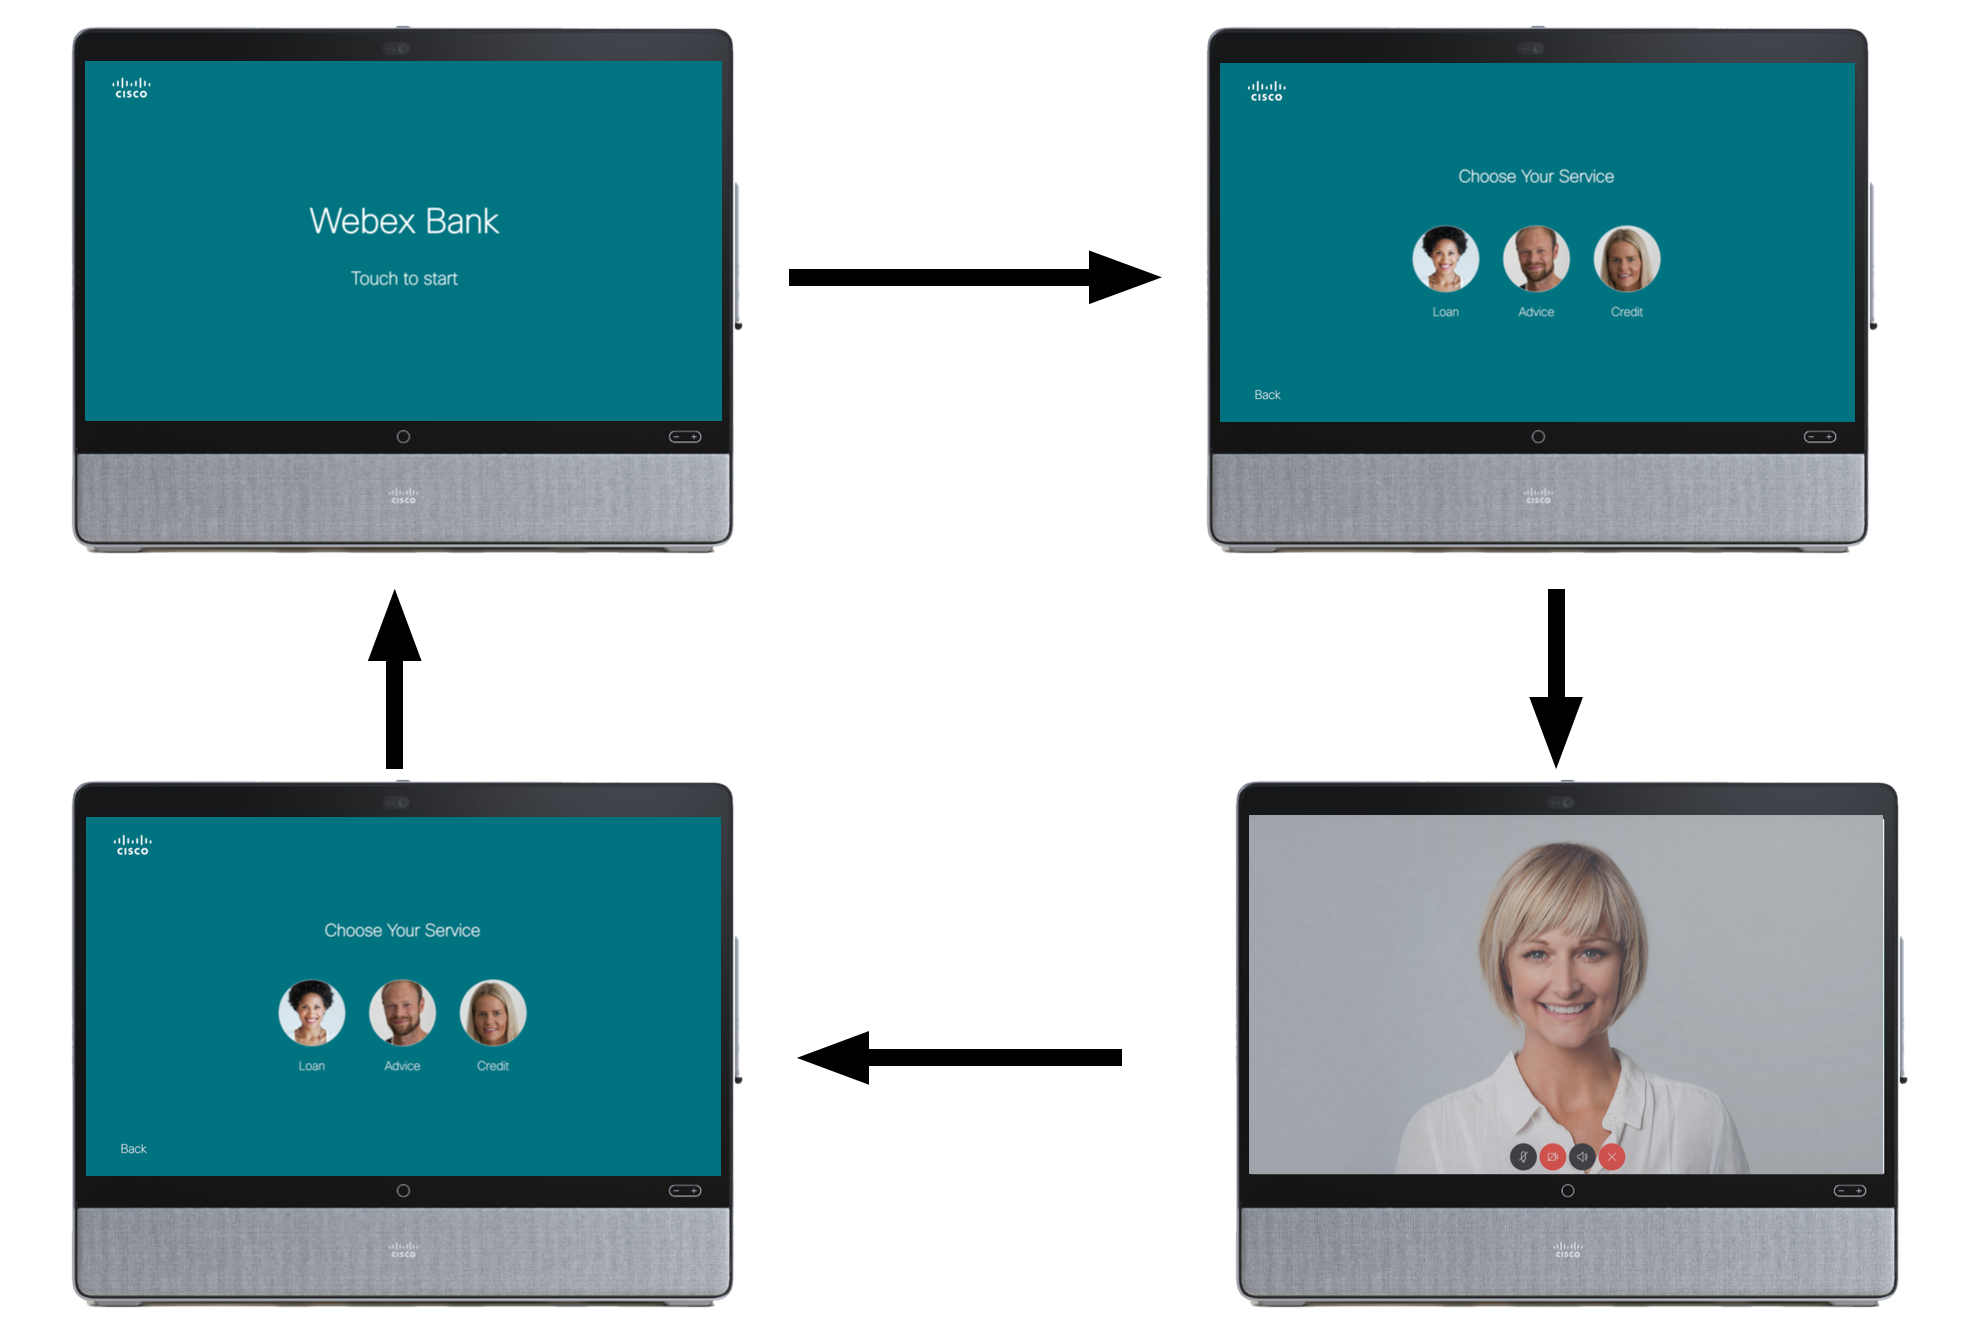 CISCO
Webex Bank
Touch to start
CISCO
CISCO
Choose Your Service
Loan Advice Credit
Back
CISCO
CISCO
Choose Your Service
Loan Advice Credit
Back
CISCO
CISCO